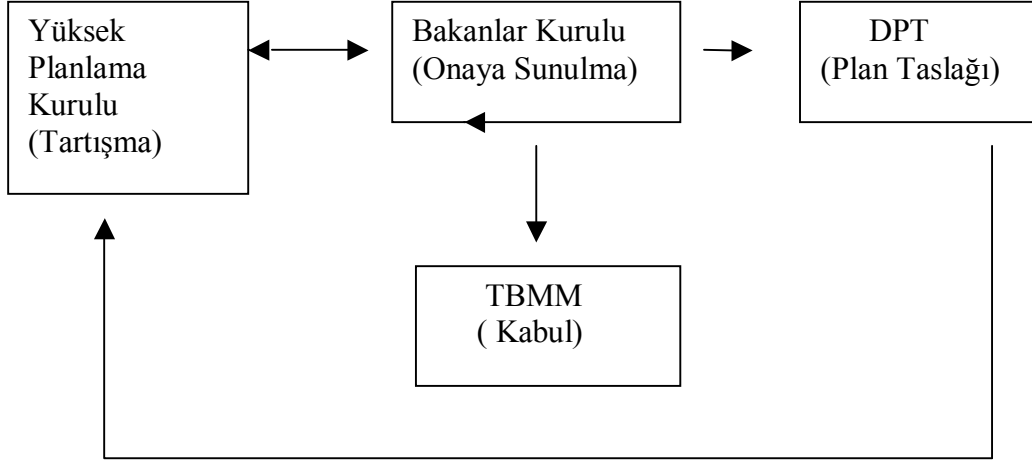 Yüksek
Planlama
Kurulu
(Tartışma)
Bakanlar Kurulu
(Onaya Sunulma)
DPT
(Plan Taslağı)
TBMM
( Kabul)